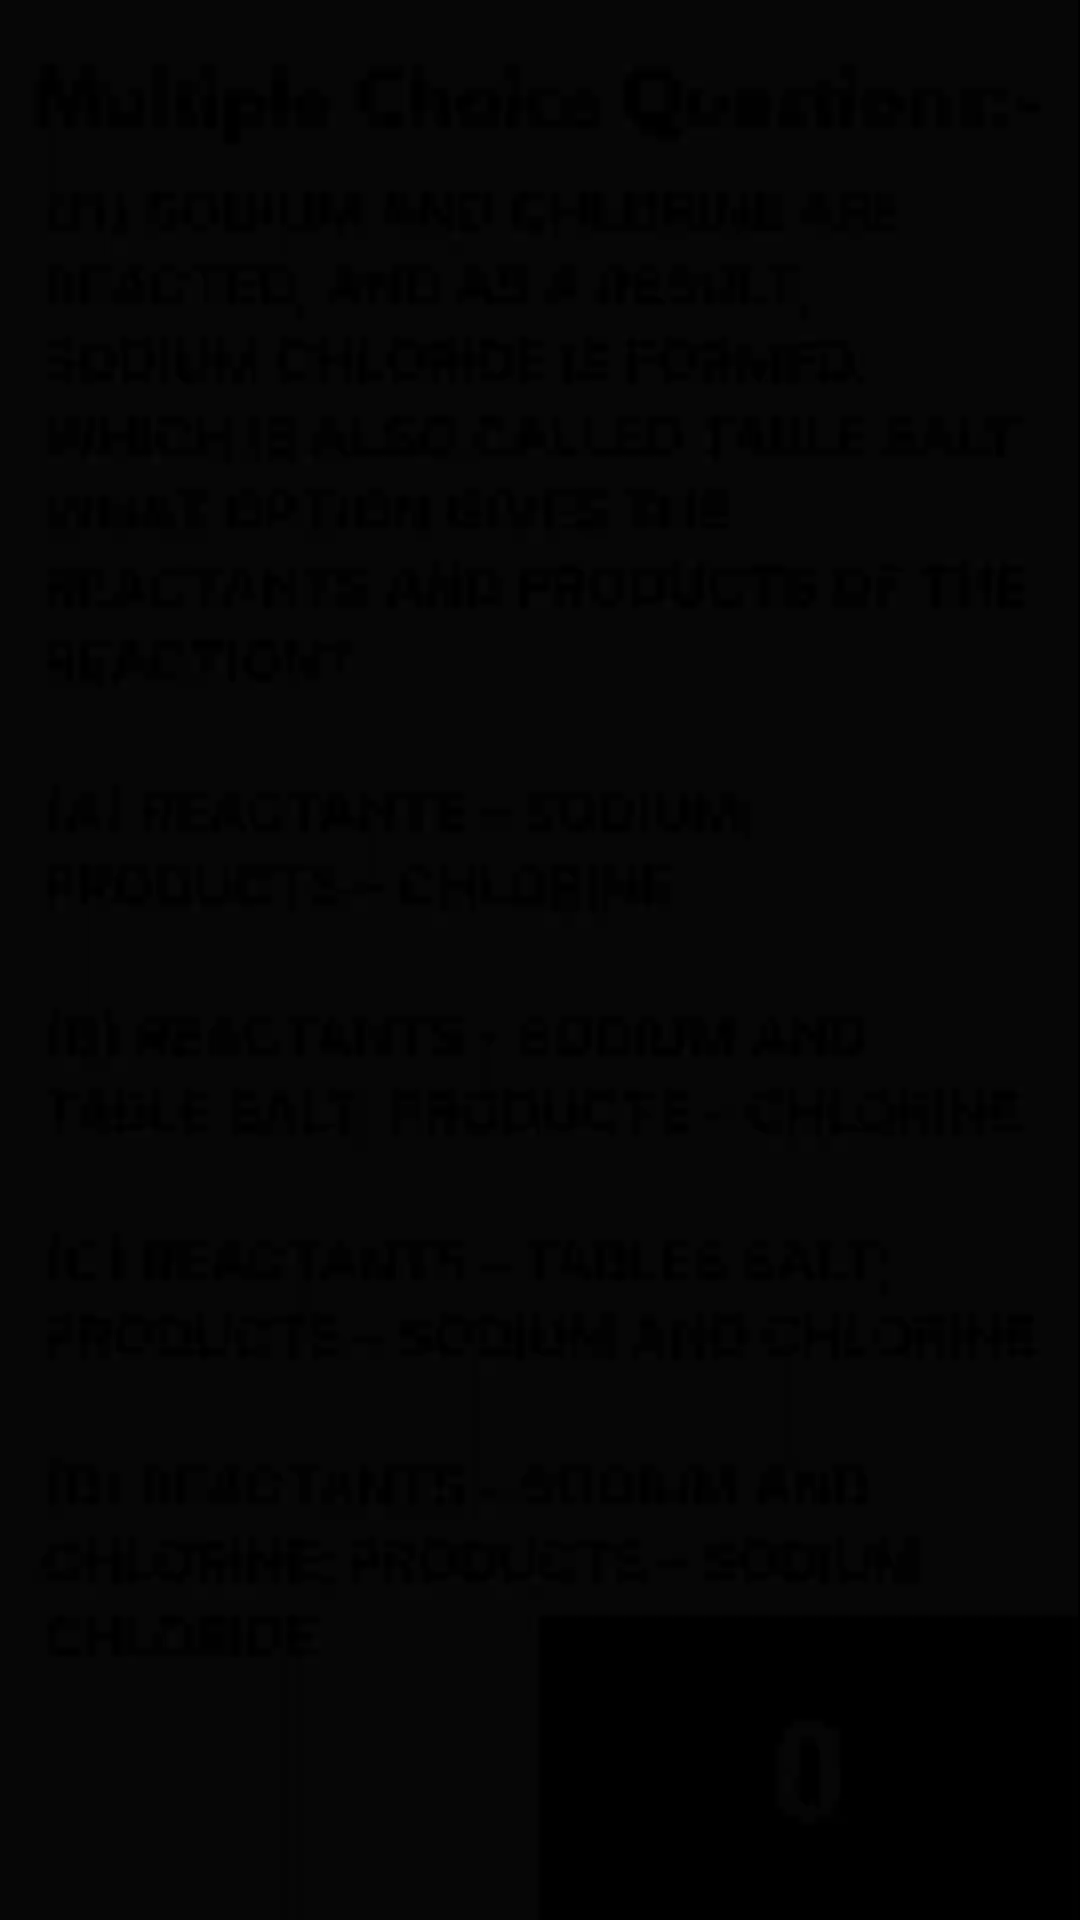 Multiple Choice Questions:-
SODIUM AND CHLORINE ARE
REACTED, AND AS A RESULT,
SODIUM CHLORIDE IS FORMED,
WHICH IS ALSO CALLED TABLE SALT
WHAT OPTION GIVES THE
REACTANTS AND PRODUCTS OF THE
REACTION?
(A) REACTANTS – SODIUM;
PRODUCTS – CHLORINE
(B) REACTANTS – SODIUM AND
TABLE SALT; PRODUCTS – CHLORINE
(C) REACTANTS – TABLES SALT;
PRODUCTS – SODIUM AND CHLORINE
(D) REACTANTS – SODIUM AND
CHLORINE; PRODUCTS – SODIUM
CHLORIDE
0